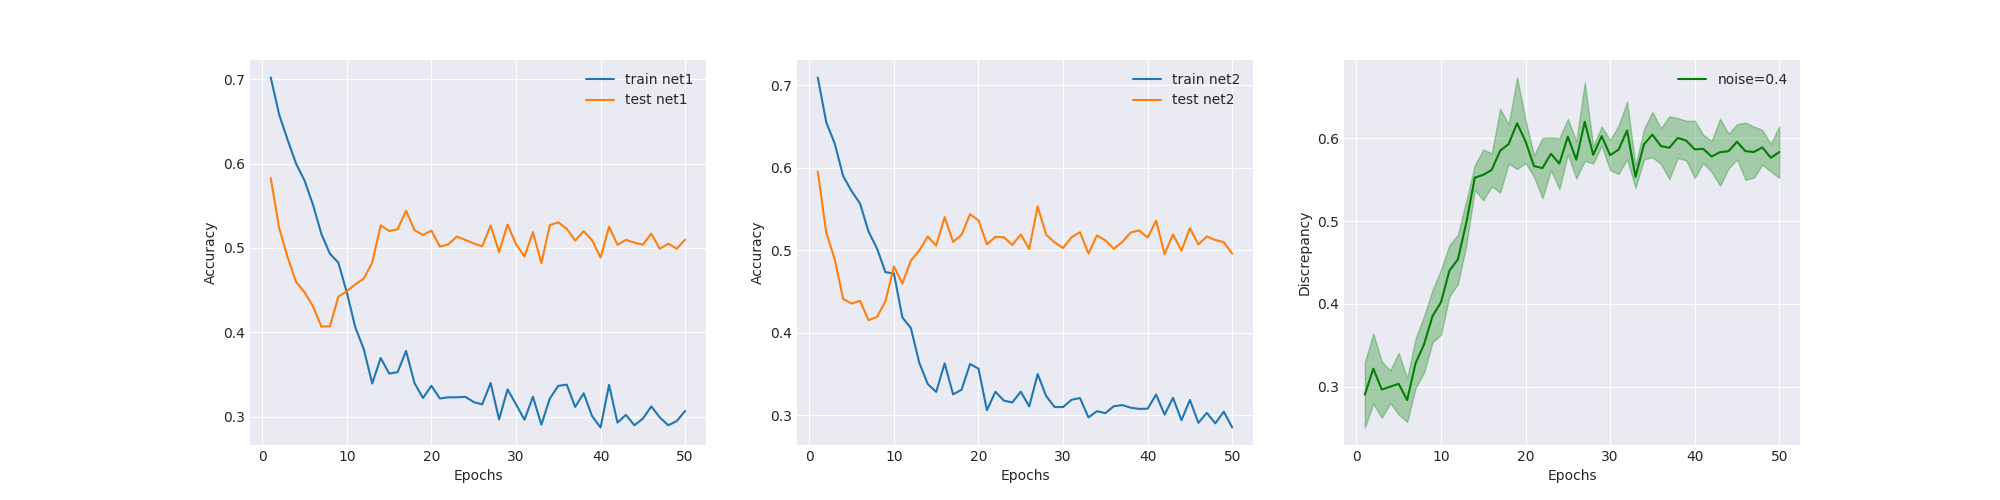 train net1
test net1
0.7
0.6
0.5
0.4
0.3
Accuracy
0 10 20 30 40 50
Epochs
train net2
test net2
0.7
0.6
0.5
0.4
0.3
Accuracy
0 10 20 30 40 50
Epochs
noise=0.4
0.6
0.5
0.4
0.3
Discrepancy
0 10 20 30 40 50
Epochs